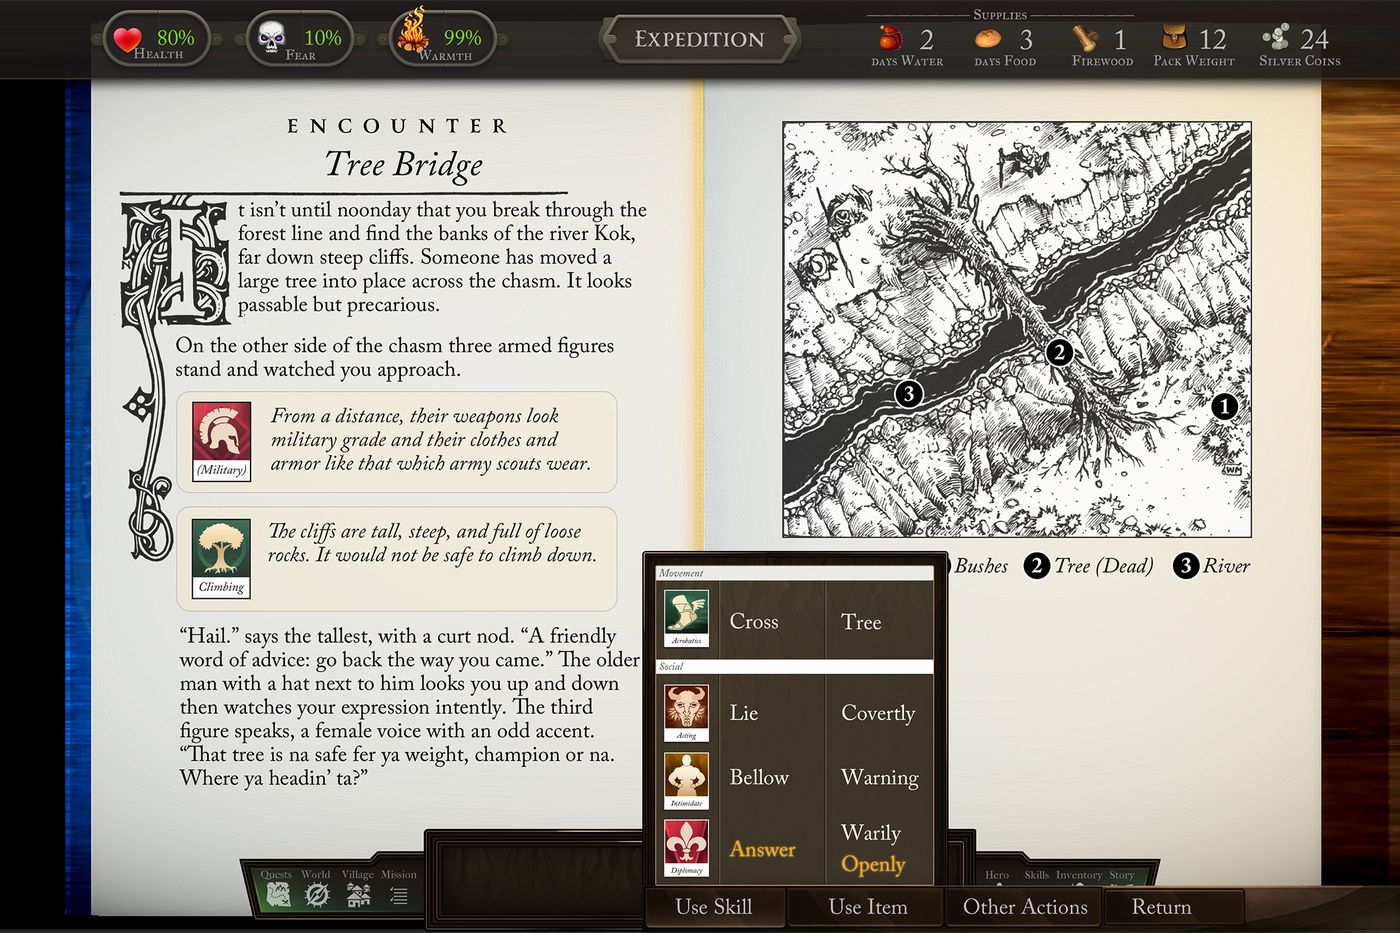 80%
HEALTH
10%
FEAR
99%
WARMTH
EXPEDITION
SUPPLIES
2
DAYS WATER
3
DAYS FOOD
1
FIREWOOD
12
PACK WEIGHT
24
SILVER COINS
ENCOUNTER
Tree Bridge
It isn’t until noonday that you break through the
forest line and find the banks of the river Kok,
far down steep cliffs. Someone has moved a
large tree into place across the chasm. It looks
passable but precarious.
On the other side of the chasm three armed figures
stand and watched you approach.
(Military)
From a distance, their weapons look
military grade and their clothes and
armor like that which army scouts wear.
Climbing
The cliffs are tall, steep, and full of loose
rocks. It would not be safe to climb down.
“Hail.” says the tallest, with a curt nod. “A friendly
word of advice: go back the way you came.” The older
man with a hat next to him looks you up and down
then watches your expression intently. The third
figure speaks, a female voice with an odd accent.
“That tree is na safe fer ya weight, champion or na.
Where ya headin’ ta?”
2
3
1
Bushes 2 Tree (Dead) 3 River
Movement
Acrobatics
Cross Tree
Social
Acting
Lie Covertly
Intimidate
Bellow Warning
Diplomacy
Answer Warily
Openly
Quests World Village Mission
Hero Skills Inventory Story
Use Skill Use Item Other Actions Return